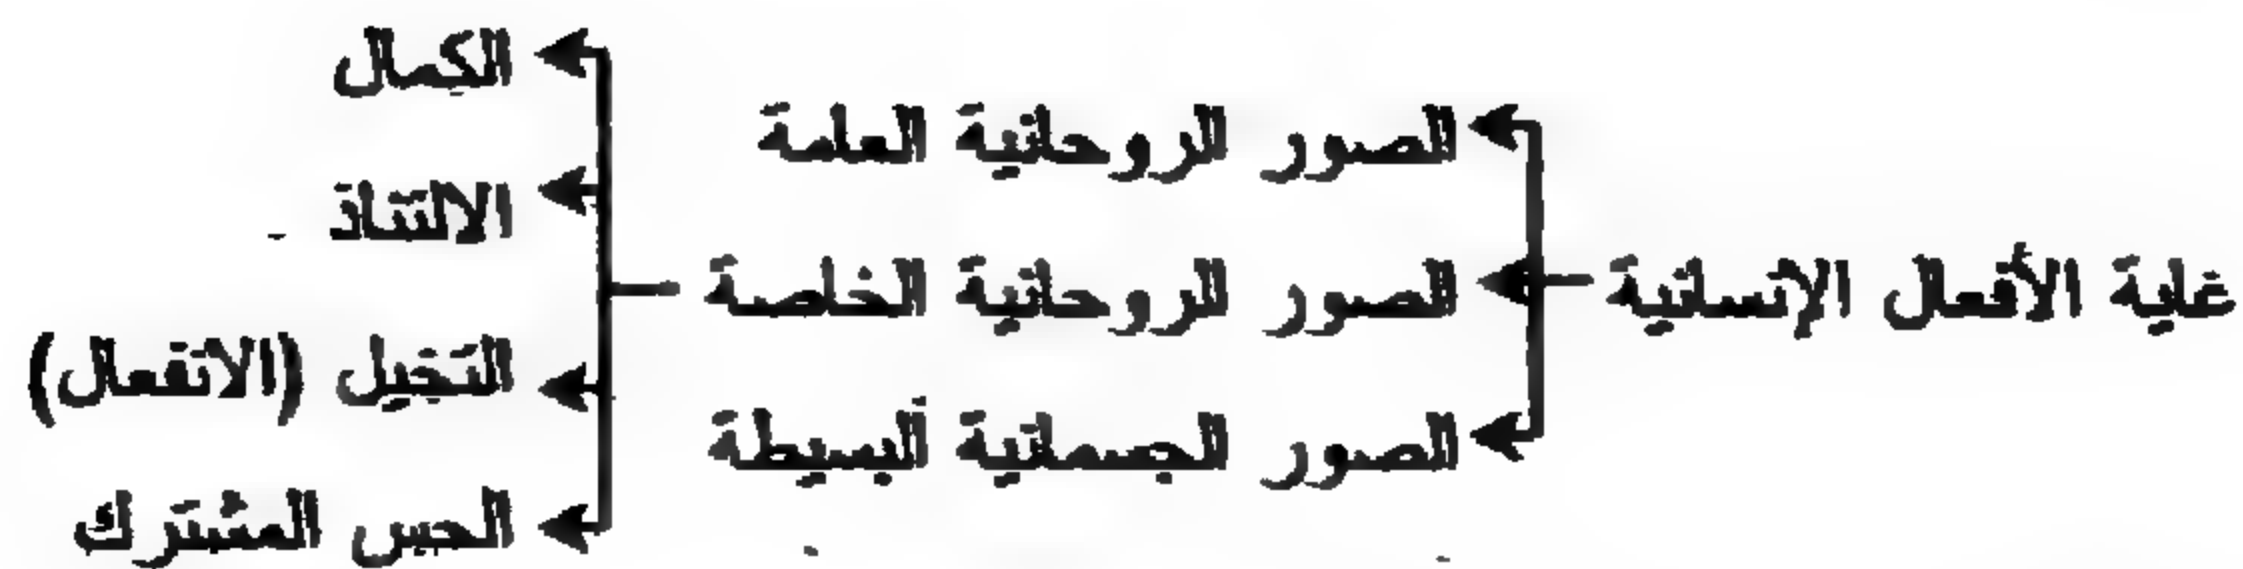 غاية الأفعال الإنسانية
الصور الروحانية العامة
الصور الروحانية الخاصة
الصور الجسمانية البسيطة
الكمال
الالتذاذ
التخيل (الانفعال)
الحس المشترك